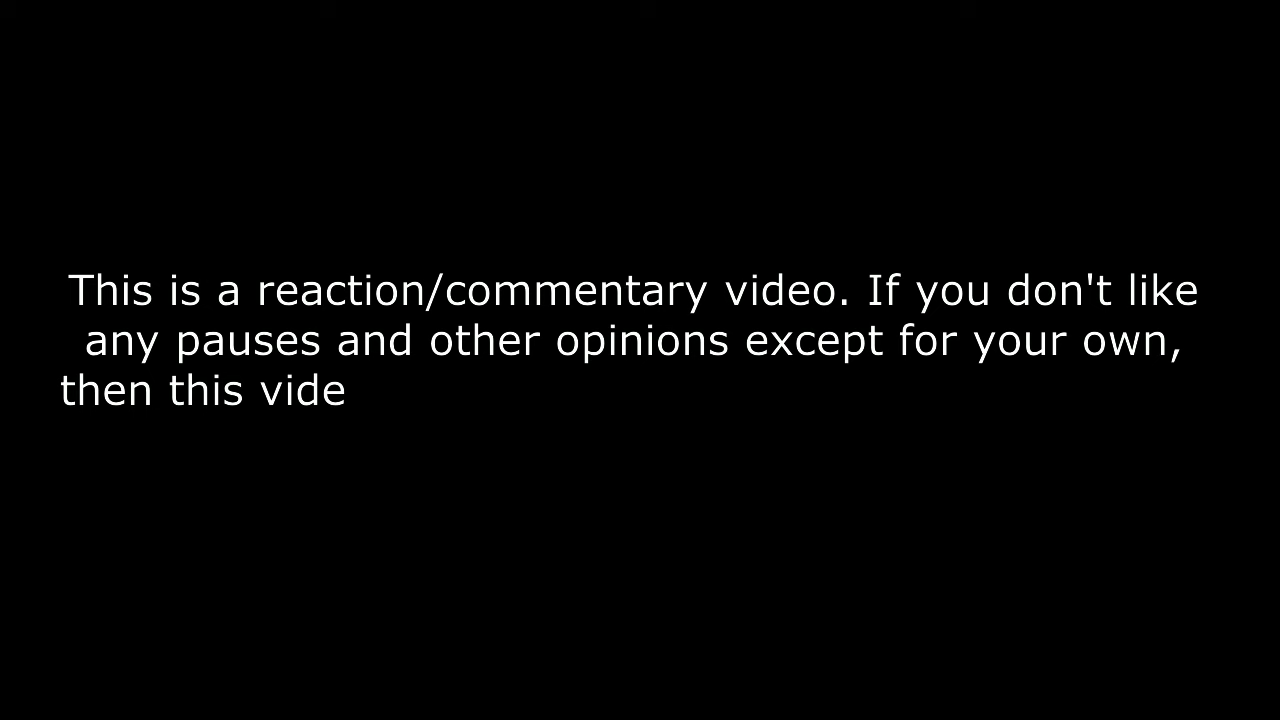 This is a reaction/commentary video. If you don't like
any pauses and other opinions except for your own,
then this vide